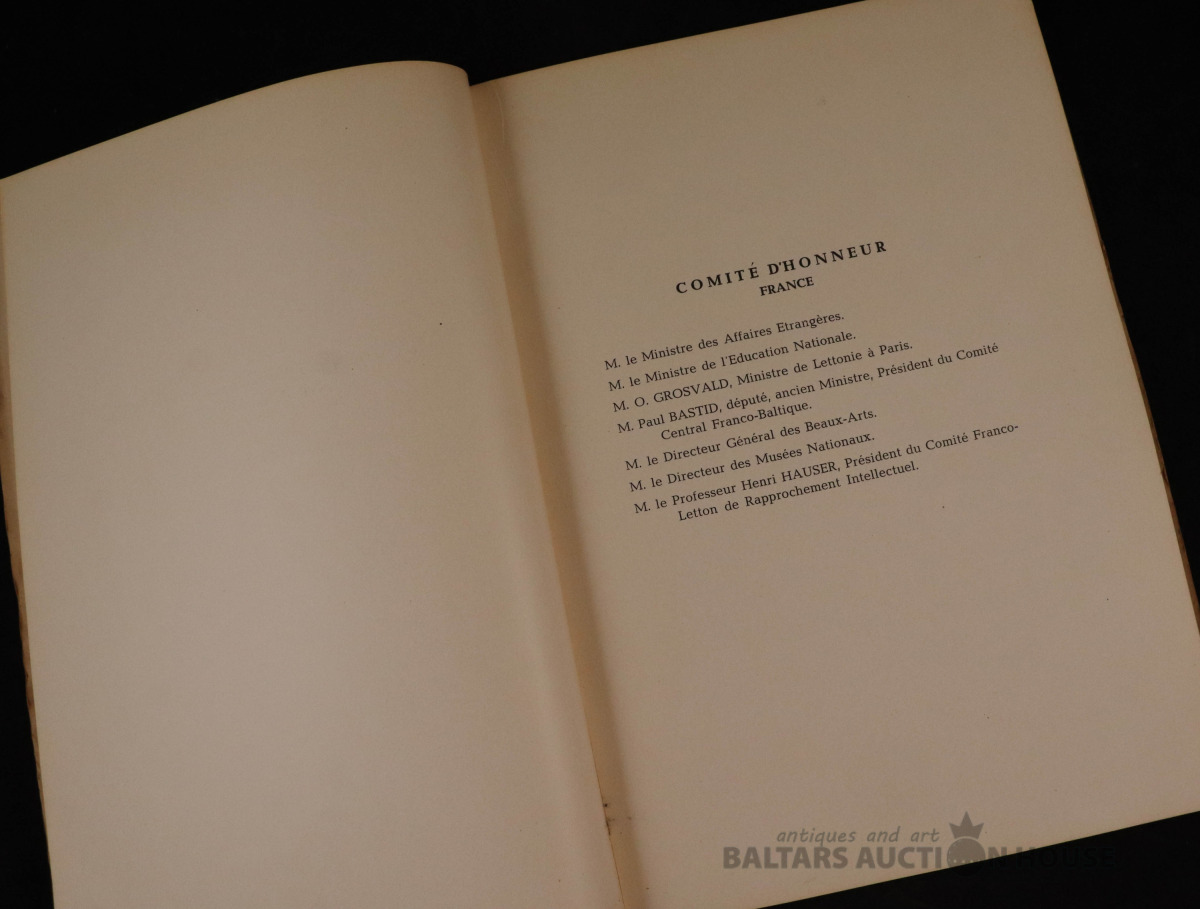 COMITÉ D'HONNEUR
FRANCE
M. le Ministre des Affaires Etrangères.
M. le Ministre de l'Education Nationale.
M. O. GROSVALD, Ministre de Lettonie à Paris.
M. Paul BASTID, député, ancien Ministre, Président du Comité
Central Franco-Baltique.
M. le Directeur Général des Beaux-Arts.
M. le Directeur des Musées Nationaux.
M. le Professeur Henri HAUSER, Président du Comité Franco-
Letton de Rapprochement Intellectuel.
antiques and art
BALTARS AUCTION HOUSE